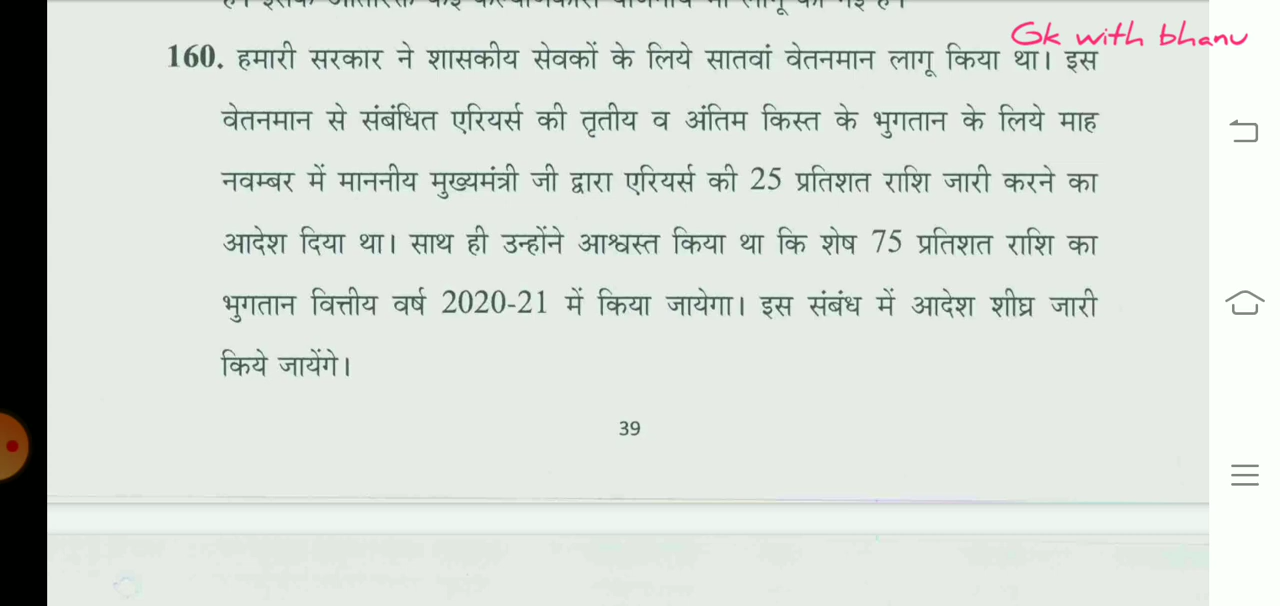 Gk with bhanu
160. हमारी सरकार ने शासकीय सेवकों के लिये सातवां वेतनमान लागू किया था। इस
वेतनमान से संबंधित एरियर्स की तृतीय व अंतिम किस्त के भुगतान के लिये माह
नवम्बर में माननीय मुख्यमंत्री जी द्वारा एरियर्स की 25 प्रतिशत राशि जारी करने का
आदेश दिया था। साथ ही उन्होंने आश्वस्त किया था कि शेष 75 प्रतिशत राशि का
भुगतान वित्तीय वर्ष 2020-21 में किया जायेगा। इस संबंध में आदेश शीघ्र जारी
किये जायेंगे।
39